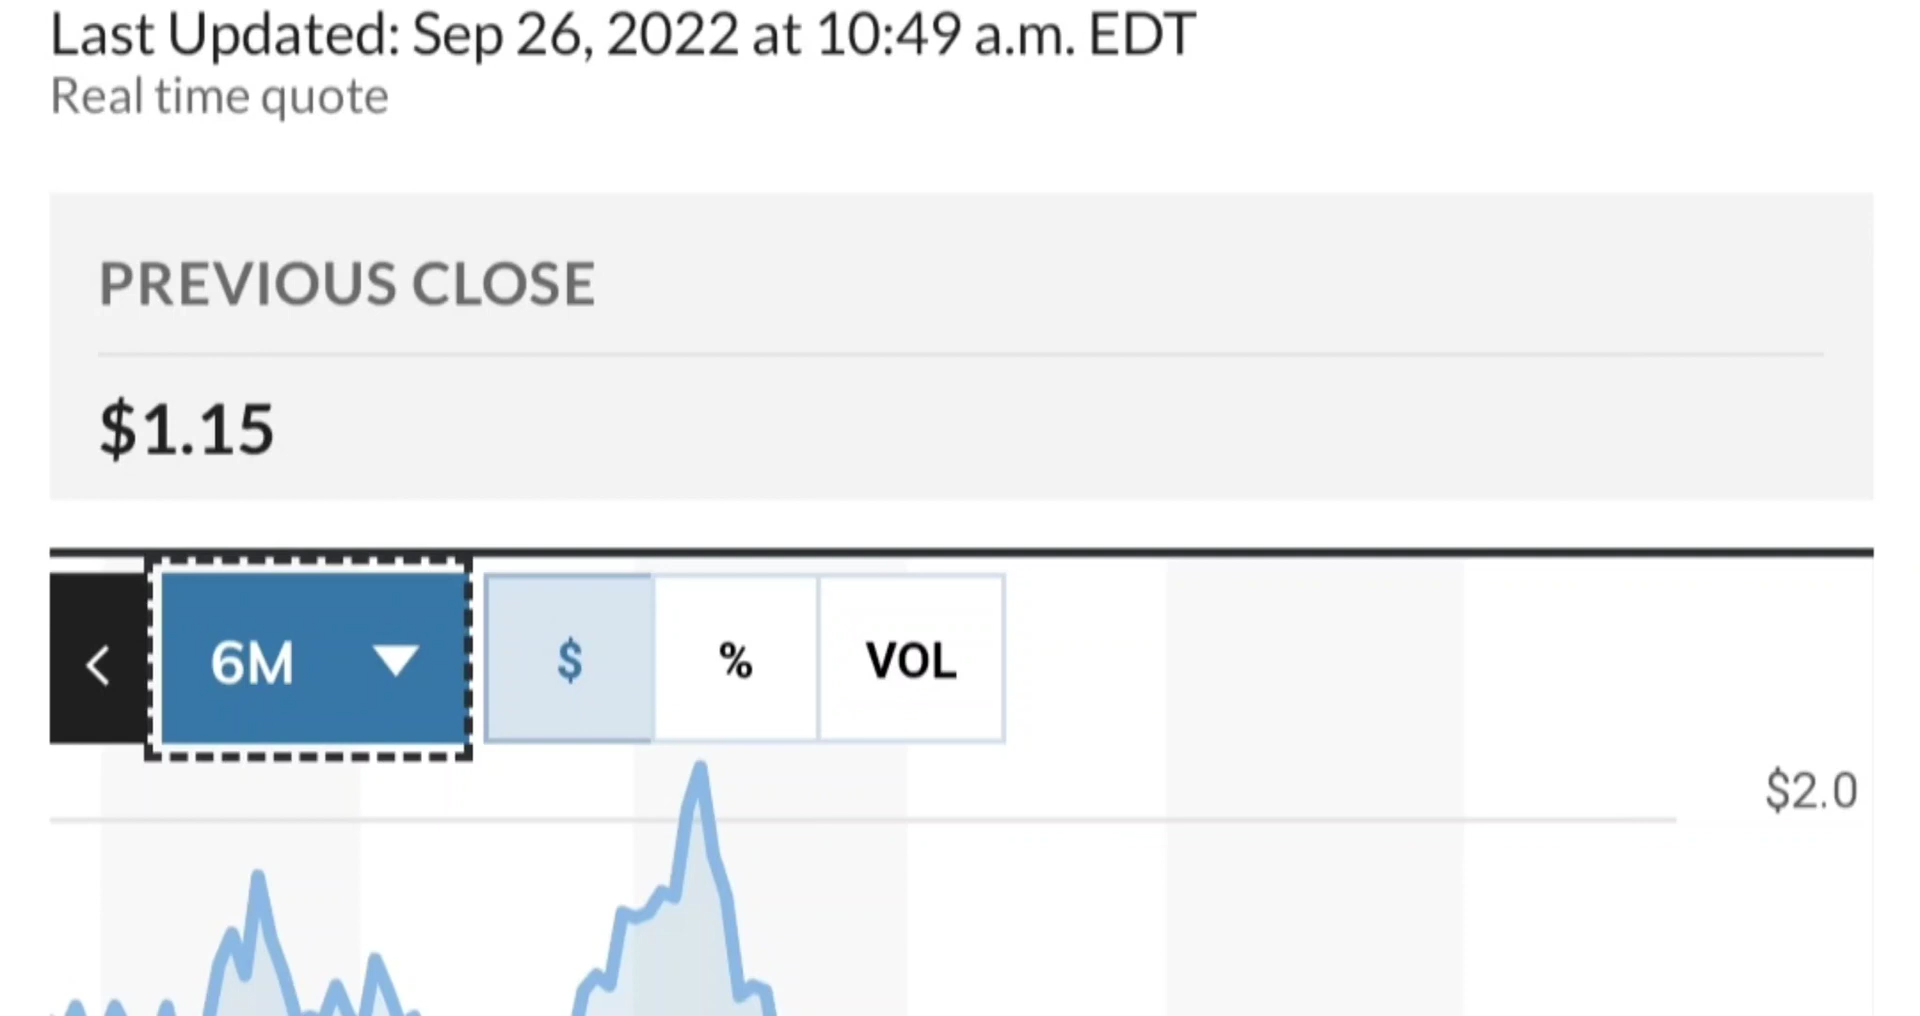 Last Updated: Sep 26, 2022 at 10:49 a.m. EDT
Real time quote
PREVIOUS CLOSE
$1.15
6M $ % VOL
$2.0